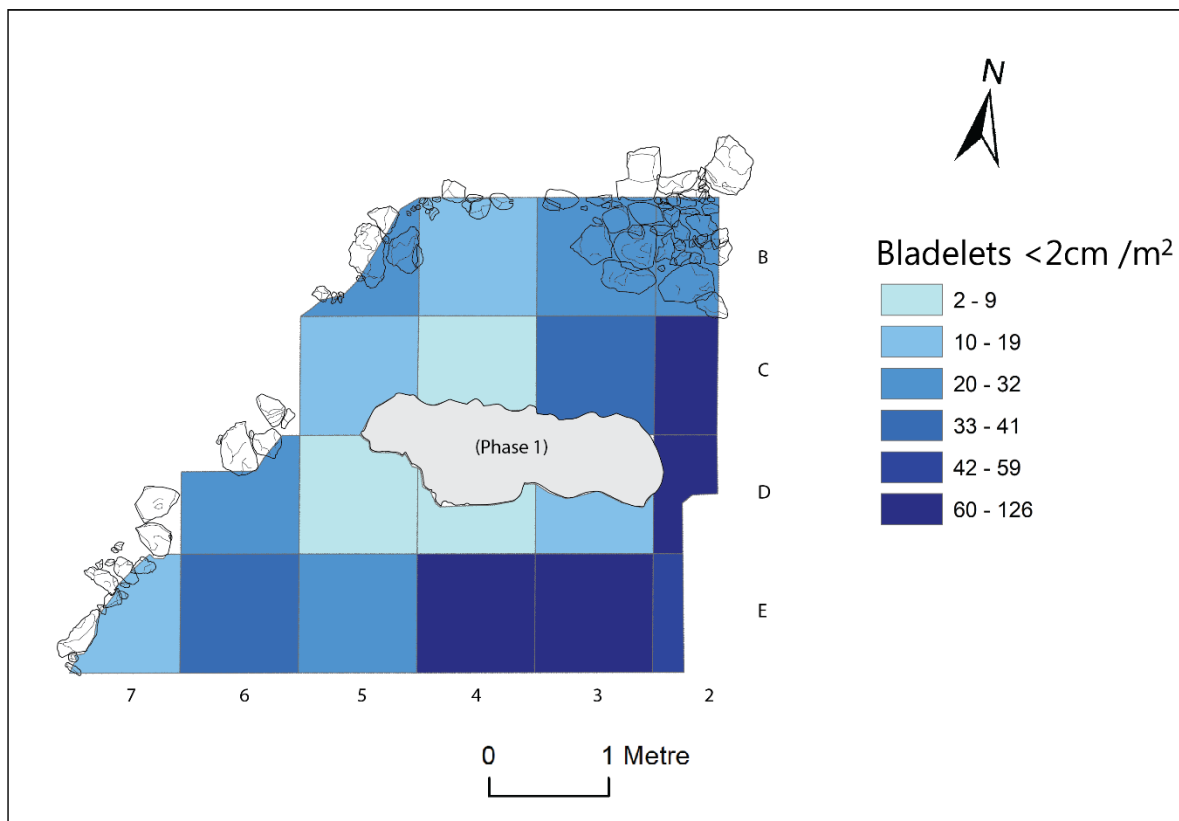 N
B
Bladelets <2cm /m²
2 - 9
10 - 19
C
20 - 32
33 - 41
(Phase 1)
42 - 59
D
60 - 126
E
7 6 5 4 3 2
0 1 Metre